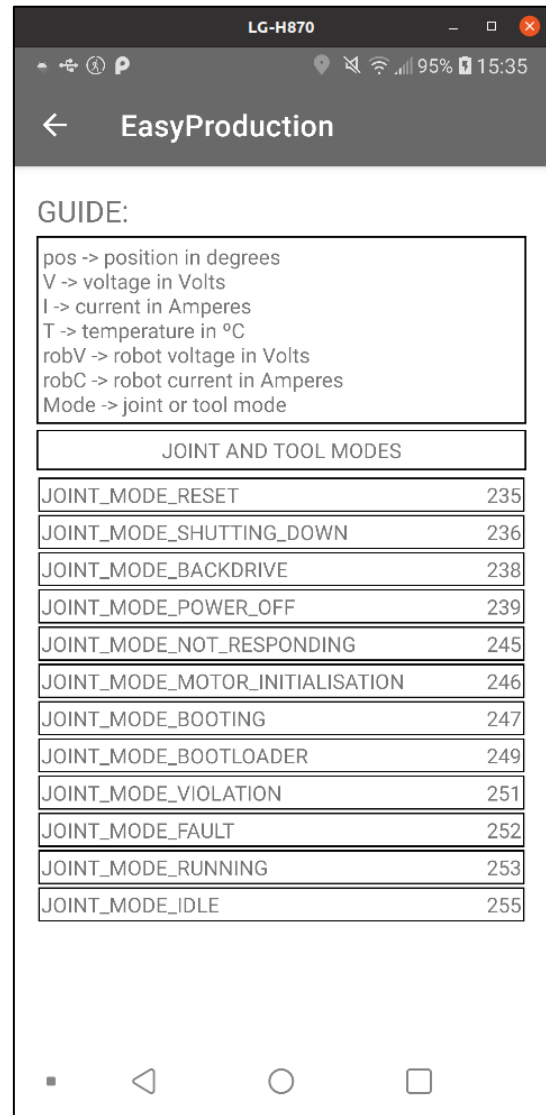 LG-H870
95% 15:35
EasyProduction
GUIDE:
pos -> position in degrees
V -> voltage in Volts
I -> current in Amperes
T -> temperature in ºC
robV -> robot voltage in Volts
robC -> robot current in Amperes
Mode -> joint or tool mode
JOINT AND TOOL MODES
JOINT_MODE_RESET 235
JOINT_MODE_SHUTTING_DOWN 236
JOINT_MODE_BACKDRIVE 238
JOINT_MODE_POWER_OFF 239
JOINT_MODE_NOT_RESPONDING 245
JOINT_MODE_MOTOR_INITIALISATION 246
JOINT_MODE_BOOTING 247
JOINT_MODE_BOOTLOADER 249
JOINT_MODE_VIOLATION 251
JOINT_MODE_FAULT 252
JOINT_MODE_RUNNING 253
JOINT_MODE_IDLE 255